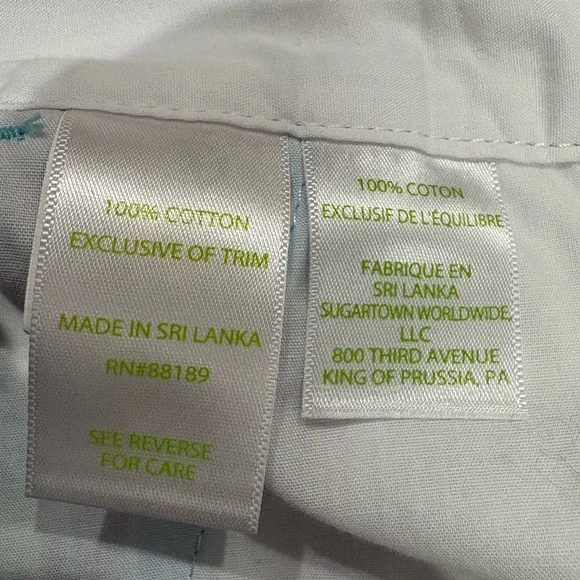 100% COTTON
EXCLUSIVE OF TRIM
MADE IN SRI LANKA
RN#88189
SEE REVERSE
FOR CARE
100% COTON
EXCLUSIF DE L'ÉQUILIBRE
FABRIQUE EN
SRI LANKA
SUGARTOWN WORLDWIDE,
LLC
800 THIRD AVENUE
KING OF PRUSSIA, PA